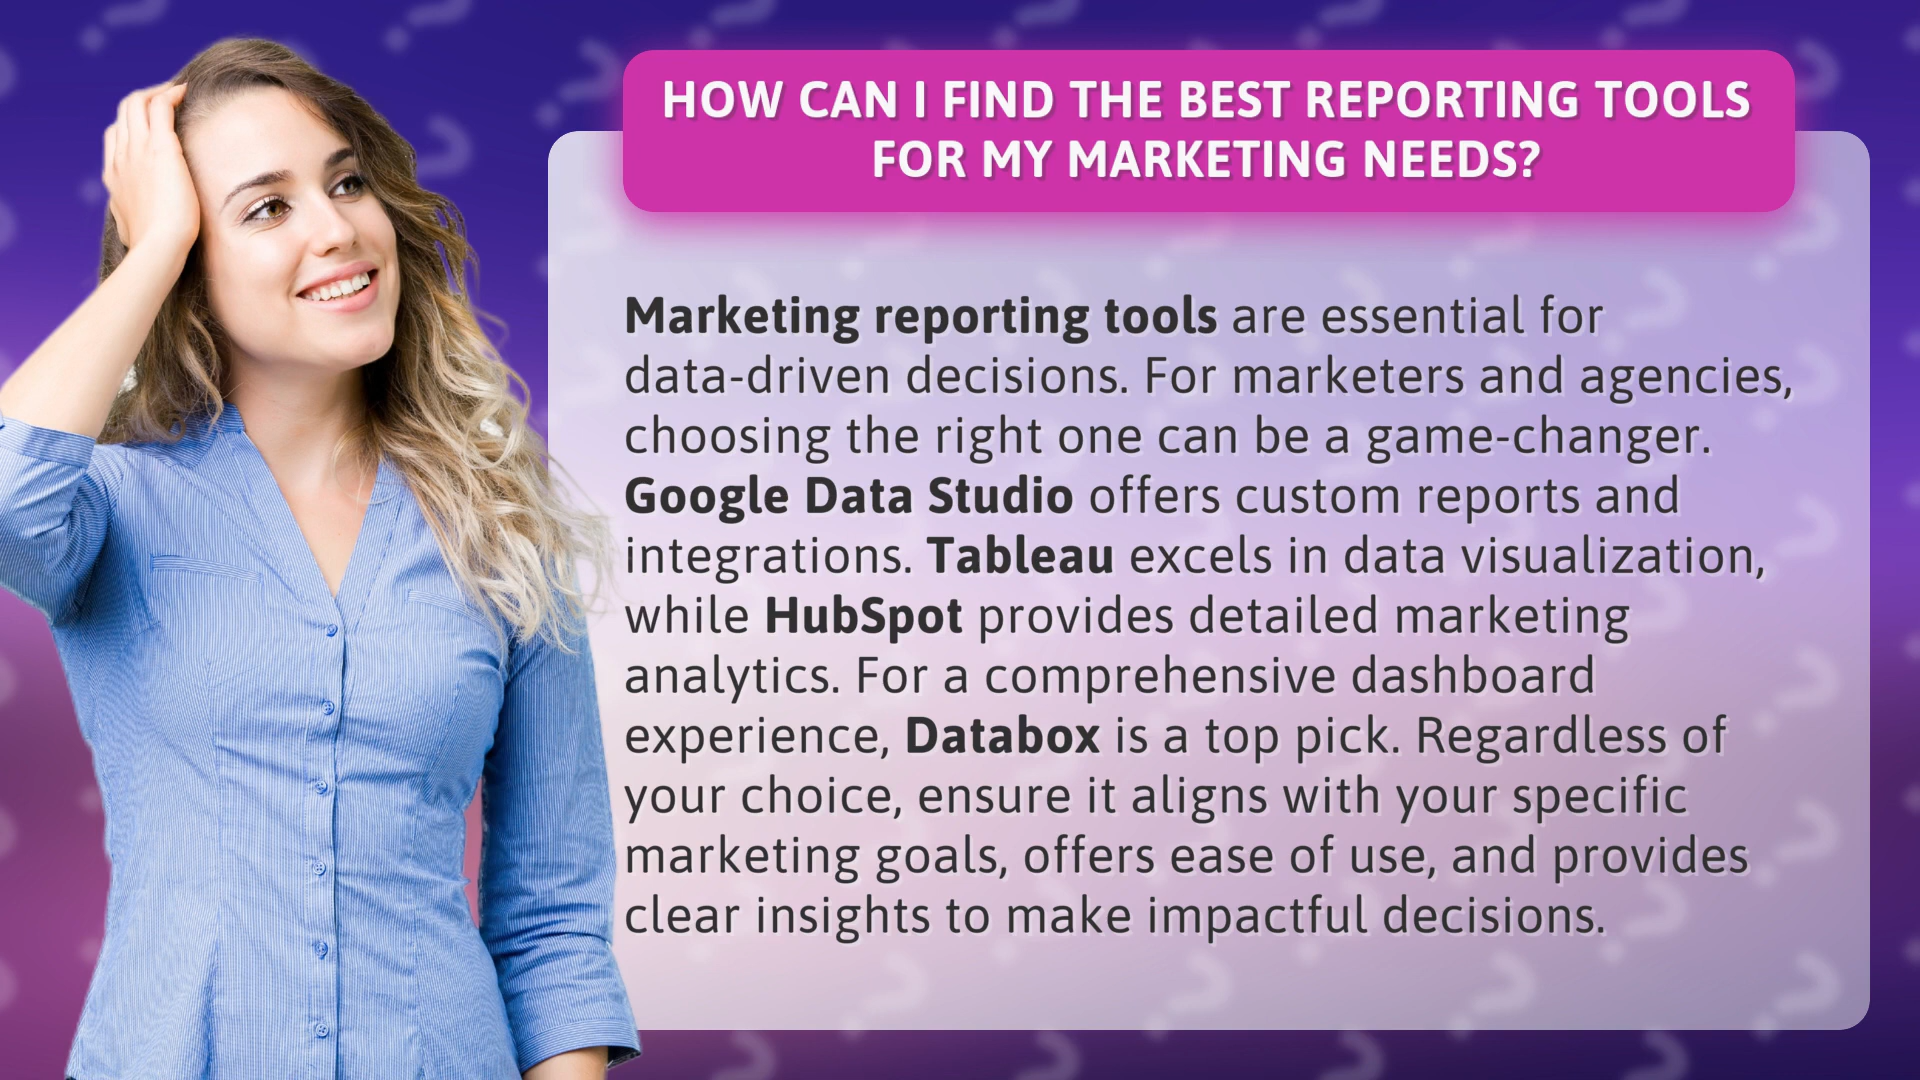 HOW CAN I FIND THE BEST REPORTING TOOLS
FOR MY MARKETING NEEDS?
Marketing reporting tools are essential for
data-driven decisions. For marketers and agencies,
choosing the right one can be a game-changer.
Google Data Studio offers custom reports and
integrations. Tableau excels in data visualization,
while HubSpot provides detailed marketing
analytics. For a comprehensive dashboard
experience, Databox is a top pick. Regardless of
your choice, ensure it aligns with your specific
marketing goals, offers ease of use, and provides
clear insights to make impactful decisions.